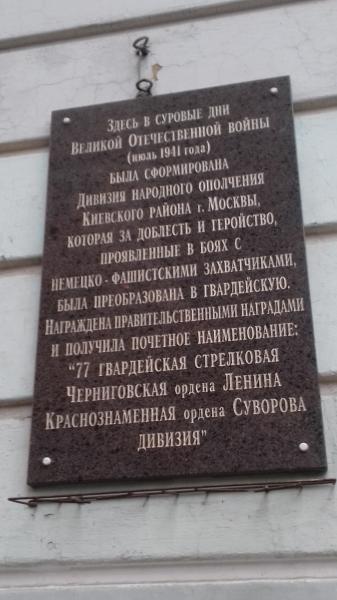 Здесь в суровые дни
Великой Отечественной войны
(июль 1941 года)
была сформирована
Дивизия народного ополчения
Киевского района г. Москвы,
которая за доблесть и геройство,
проявленные в боях с
немецко-фашистскими захватчиками,
была преобразована в гвардейскую.
Награждена правительственными наградами
и получила почетное наименование:
"77 гвардейская стрелковая
Черниговская ордена Ленина
Краснознаменная ордена Суворова
дивизия"